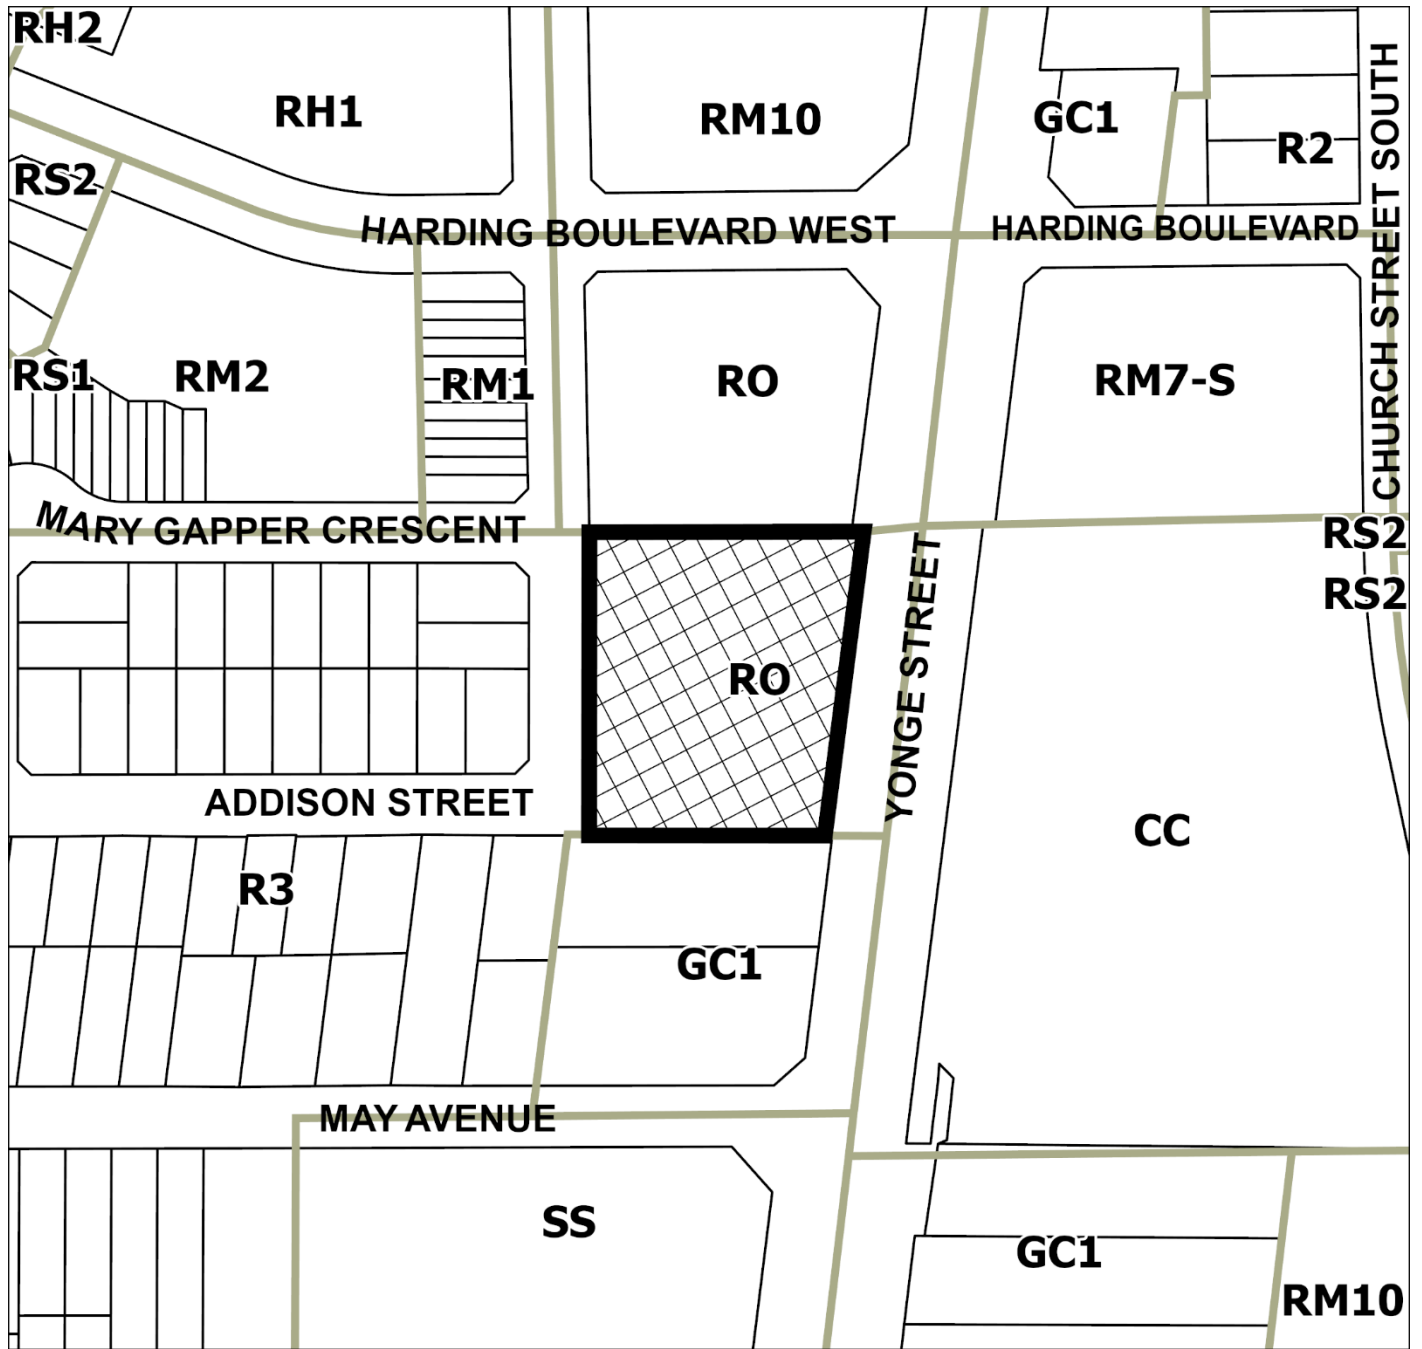 RH2
RH1
RM10
GC1
R2
CHURCH STREET SOUTH
RS2
HARDING BOULEVARD WEST
HARDING BOULEVARD
RS1
RM2
RM1
RO
RM7-S
MARY GAPPER CRESCENT
RS2
RS2
YONGE STREET
RO
ADDISON STREET
CC
R3
GC1
MAY AVENUE
SS
GC1
RM10